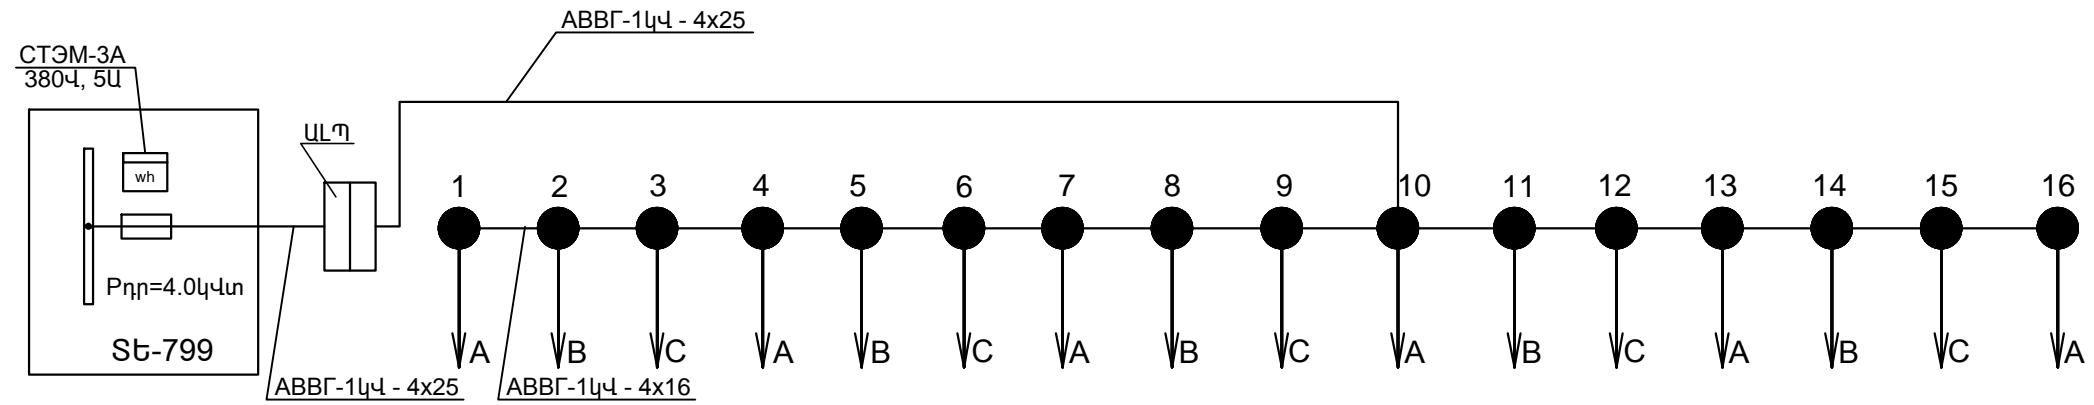 АВВГ-1կՎ - 4x25
СТЭМ-3А
380Վ, 5Ա
ԱԼՊ
wh
1 2 3 4 5 6 7 8 9 10 11 12 13 14 15 16
Pդր=4.0կՎտ
ՏԵ-799
A B C A B C A B C A B C A B C A
АВВГ-1կՎ - 4x25
АВВГ-1կՎ - 4x16